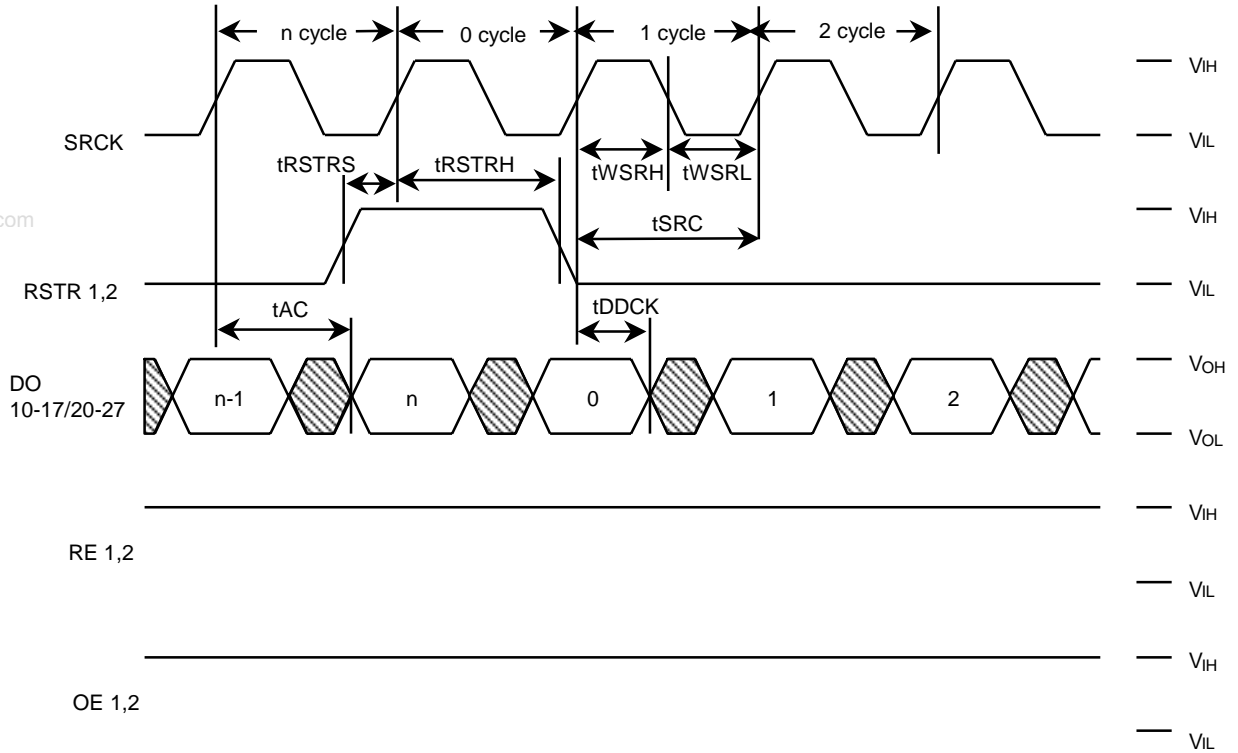 n cycle 0 cycle 1 cycle 2 cycle
VIH
SRCK
VIL
tRSTRS tRSTRH tWSRH tWSRL
com
VIH
tSRC
RSTR 1,2
VIL
tAC tDDCK
DO
10-17/20-27
n-1 n 0 1 2
VOH
VOL
VIH
RE 1,2
VIL
VIH
OE 1,2
VIL